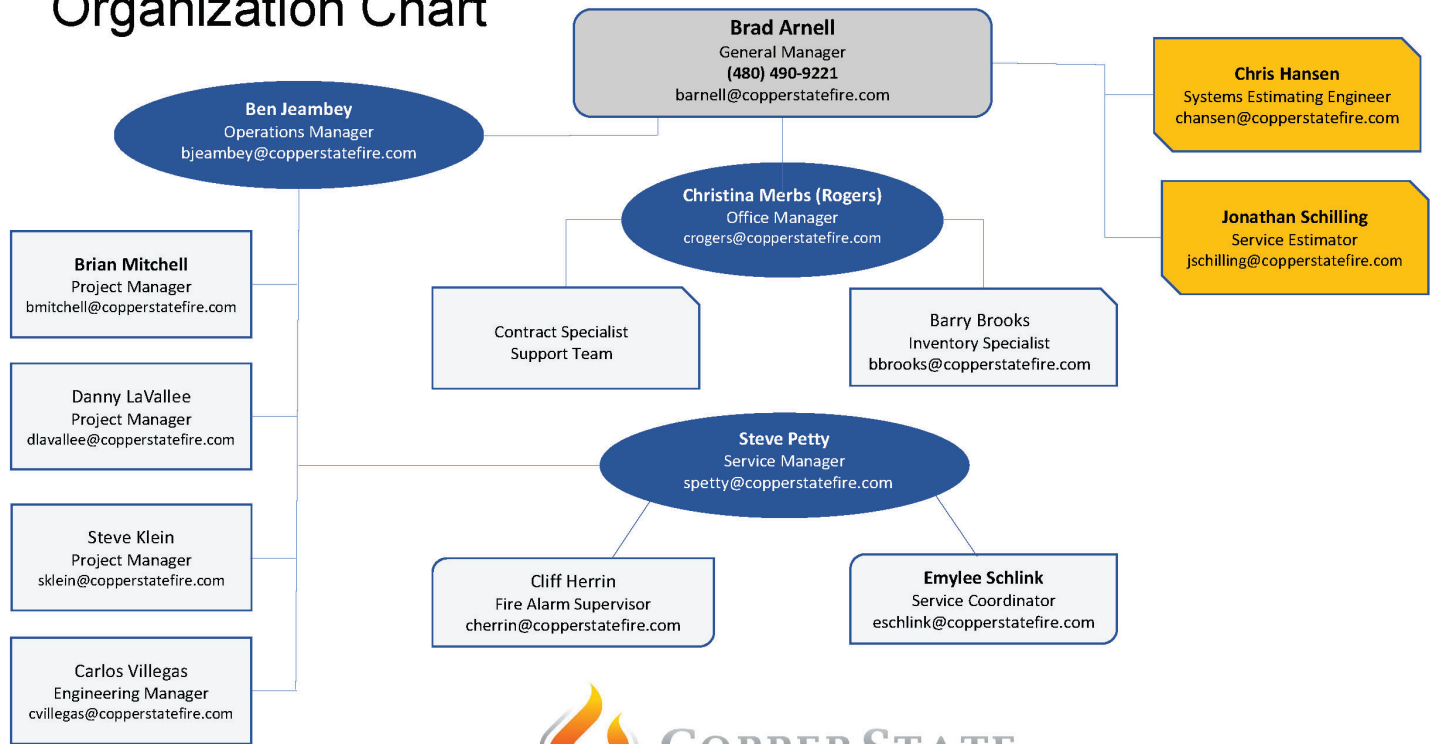 Organization Chart
Brad Arnell
General Manager
(480) 490-9221
barnell@copperstatefire.com
Chris Hansen
Systems Estimating Engineer
chansen@copperstatefire.com
Ben Jeambey
Operations Manager
bjeambey@copperstatefire.com
Christina Merbs (Rogers)
Office Manager
crogers@copperstatefire.com
Jonathan Schilling
Service Estimator
jschilling@copperstatefire.com
Brian Mitchell
Project Manager
bmitchell@copperstatefire.com
Contract Specialist
Support Team
Barry Brooks
Inventory Specialist
bbrooks@copperstatefire.com
Danny LaVallee
Project Manager
dlavallee@copperstatefire.com
Steve Petty
Service Manager
spetty@copperstatefire.com
Steve Klein
Project Manager
sklein@copperstatefire.com
Cliff Herrin
Fire Alarm Supervisor
cherrin@copperstatefire.com
Emylee Schlink
Service Coordinator
eschlink@copperstatefire.com
Carlos Villegas
Engineering Manager
cvillegas@copperstatefire.com
COPPER STATE